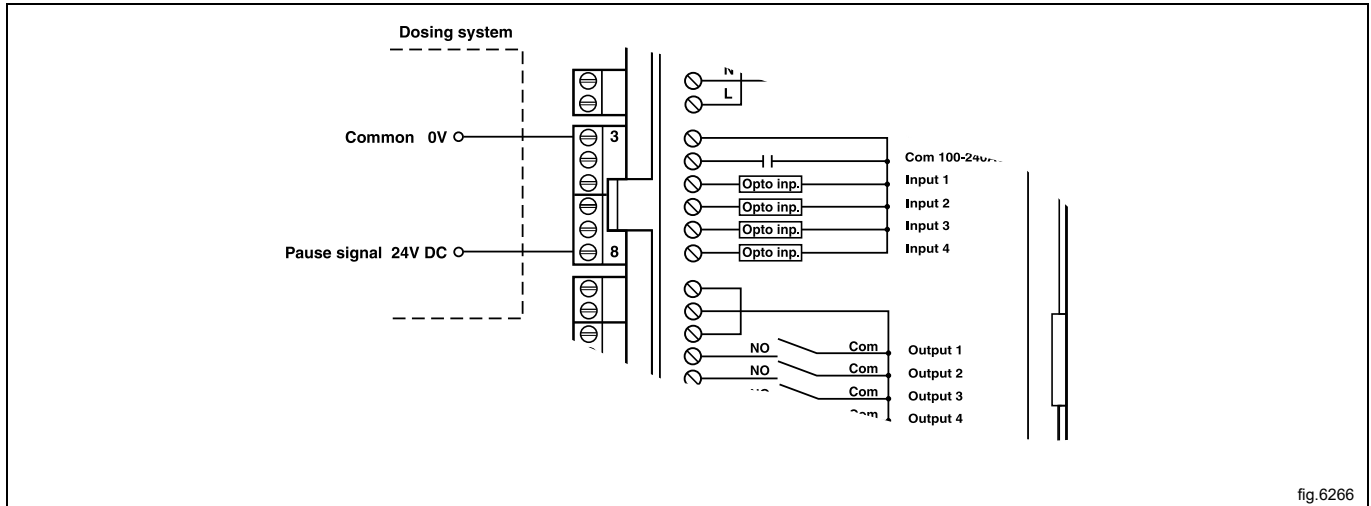 Dosing system
N
L
Common 0V
3
Com
Input 1
Opto inp.
Input 2
Opto inp.
Input 3
Opto inp.
Input 4
Opto inp.
Pause signal 24V DC
8
NO Com Output 1
NO Com Output 2
Com Output 3
Output 4
fig.6266